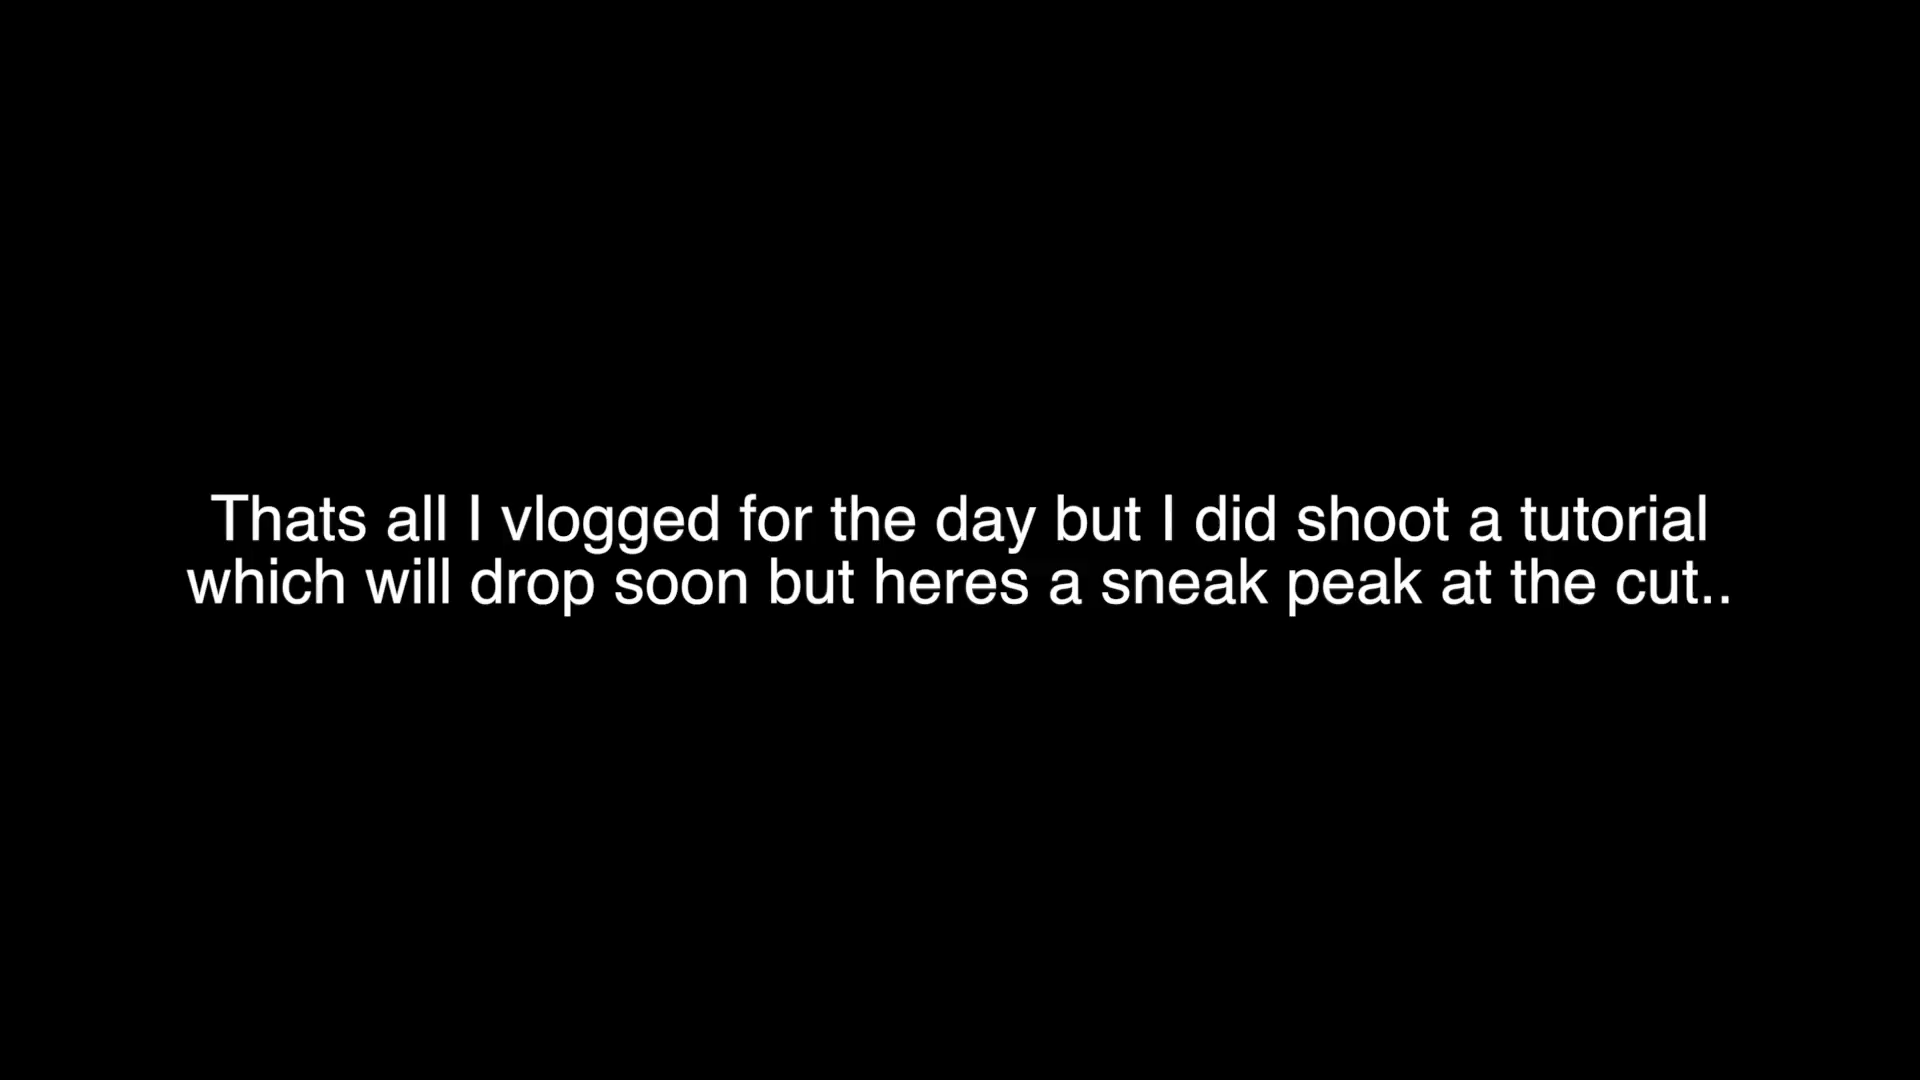 Thats all I vlogged for the day but I did shoot a tutorial
which will drop soon but heres a sneak peak at the cut..